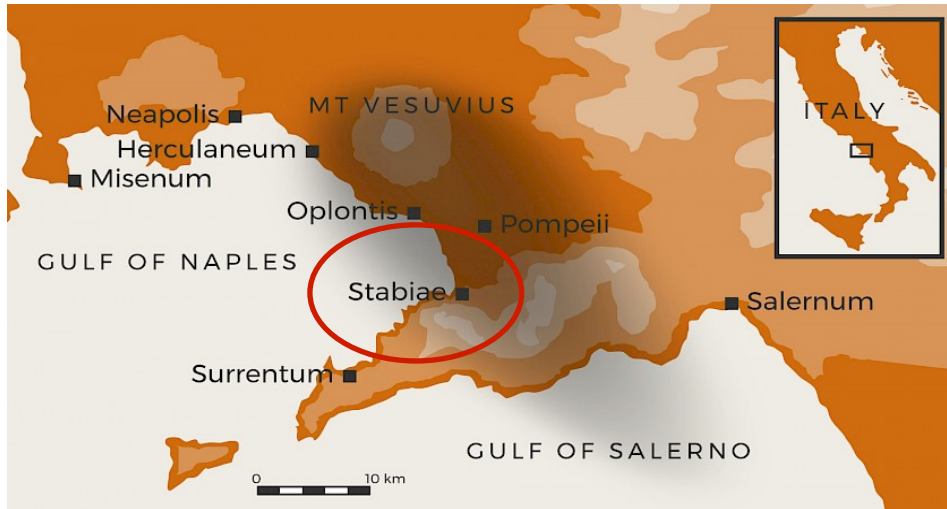 MT VESUVIUS
ITALY
Neapolis
Herculaneum
Misenum
Oplontis
Pompeii
GULF OF NAPLES
Stabiae
Salernum
Surrentum
GULF OF SALERNO
0 10 km